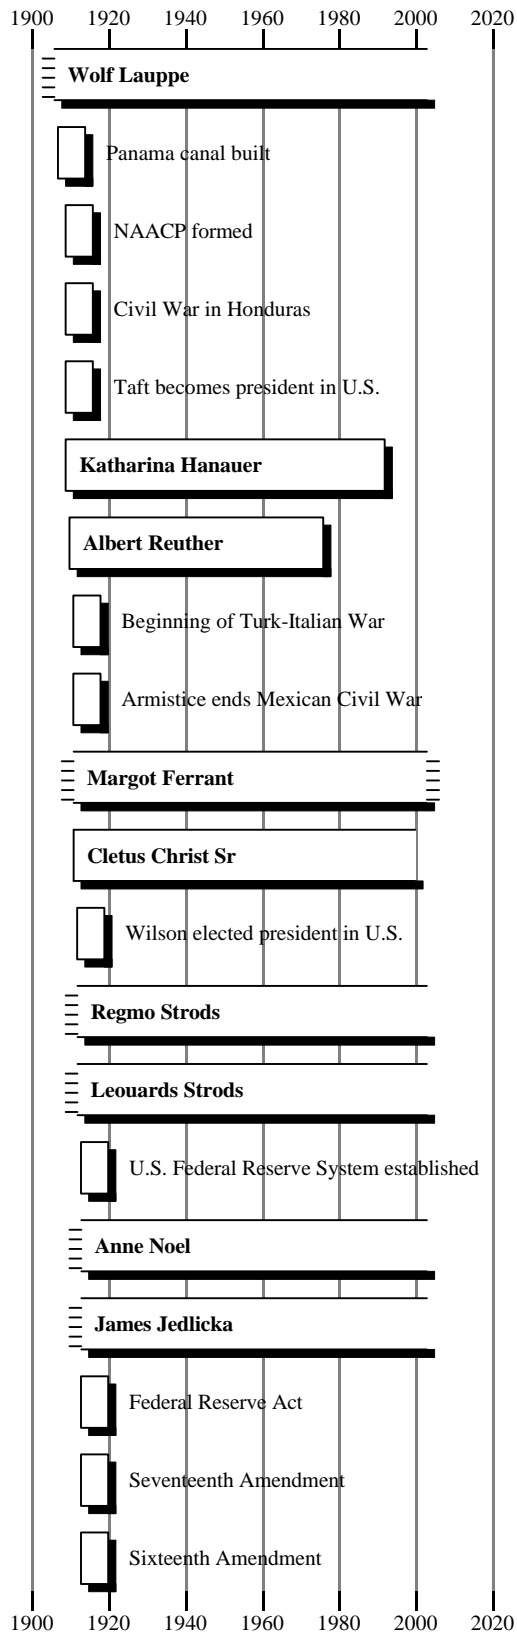 1900 1920 1940 1960 1980 2000 2020
Wolf Lauppe
Panama canal built
NAACP formed
Civil War in Honduras
Taft becomes president in U.S.
Katharina Hanauer
Albert Reuther
Beginning of Turk-Italian War
Armistice ends Mexican Civil War
Margot Ferrant
Cletus Christ Sr
Wilson elected president in U.S.
Regmo Strods
Leouards Strods
U.S. Federal Reserve System established
Anne Noel
James Jedlicka
Federal Reserve Act
Seventeenth Amendment
Sixteenth Amendment
1900 1920 1940 1960 1980 2000 2020